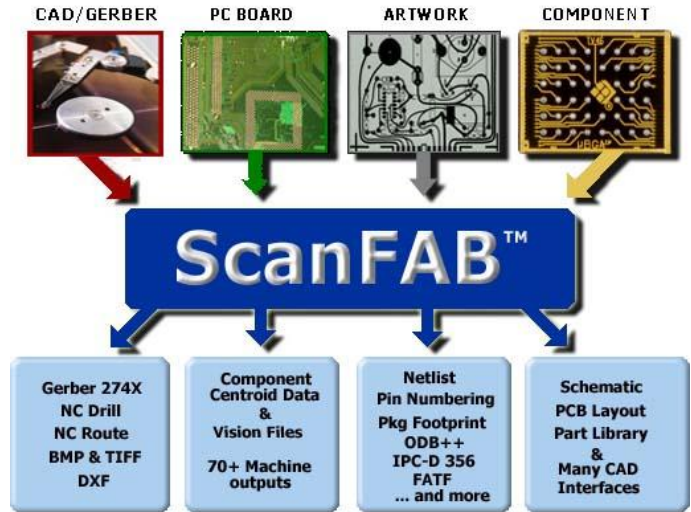 CAD/GERBER
PC BOARD
ARTWORK
COMPONENT
ScanFAB™
Gerber 274X
NC Drill
NC Route
BMP & TIFF
DXF
Component
Centroid Data
&
Vision Files
70+ Machine
outputs
Netlist
Pin Numbering
Pkg Footprint
ODB++
IPC-D 356
FATF
... and more
Schematic
PCB Layout
Part Library
&
Many CAD
Interfaces